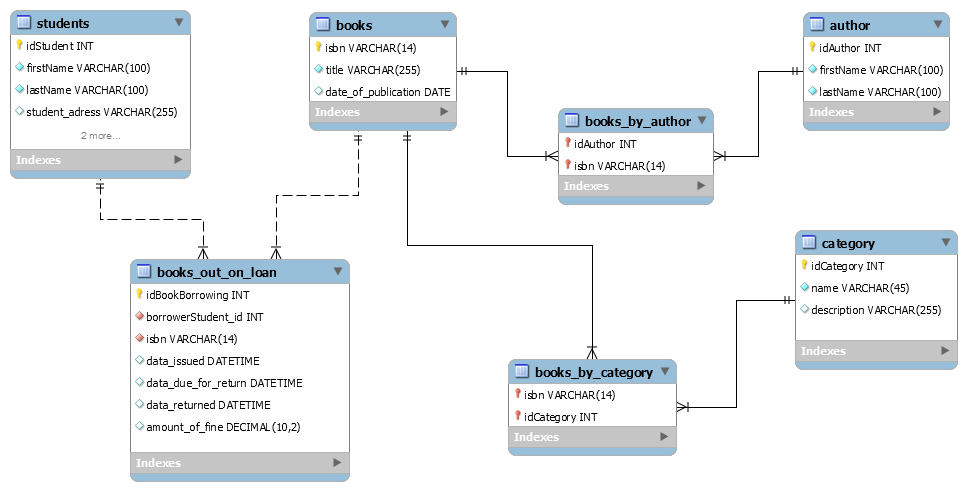 students
idStudent INT
firstName VARCHAR(100)
lastName VARCHAR(100)
student_adress VARCHAR(255)
2 more...
Indexes
books
isbn VARCHAR(14)
title VARCHAR(255)
date_of_publication DATE
Indexes
author
idAuthor INT
firstName VARCHAR(100)
lastName VARCHAR(100)
Indexes
books_by_author
idAuthor INT
isbn VARCHAR(14)
Indexes
category
idCategory INT
name VARCHAR(45)
description VARCHAR(255)
Indexes
books_out_on_loan
idBookBorrowing INT
borrowerStudent_id INT
isbn VARCHAR(14)
data_issued DATETIME
data_due_for_return DATETIME
data_returned DATETIME
amount_of_fine DECIMAL(10,2)
Indexes
books_by_category
isbn VARCHAR(14)
idCategory INT
Indexes